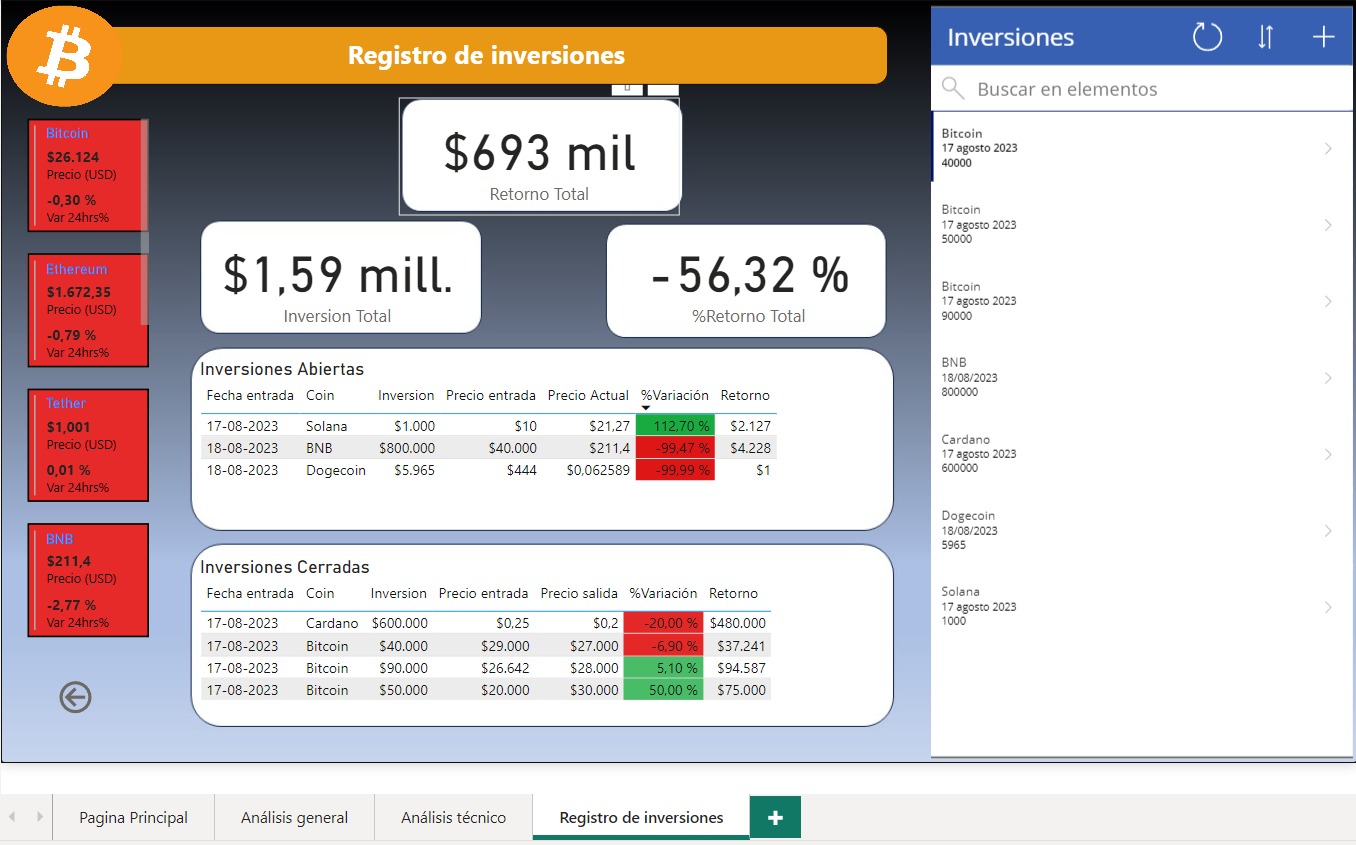 Registro de inversiones
Bitcoin
$26.124
Precio (USD)
-0,30 %
Var 24hrs%
Ethereum
$1.672,35
Precio (USD)
-0,79 %
Var 24hrs%
Tether
$1,001
Precio (USD)
0,01 %
Var 24hrs%
BNB
$211,4
Precio (USD)
-2,77 %
Var 24hrs%
$693 mil
Retorno Total
$1,59 mill.
Inversion Total
-56,32 %
%Retorno Total
Inversiones Abiertas
Fecha entrada Coin Inversion Precio entrada Precio Actual %Variación Retorno
17-08-2023 Solana $1.000 $10 $21,27 112,70 % $2.127
18-08-2023 BNB $800.000 $40.000 $211,4 -99,47 % $4.228
18-08-2023 Dogecoin $5.965 $444 $0,062589 -99,99 % $1
Inversiones Cerradas
Fecha entrada Coin Inversion Precio entrada Precio salida %Variación Retorno
17-08-2023 Cardano $600.000 $0,25 $0,2 -20,00 % $480.000
17-08-2023 Bitcoin $40.000 $29.000 $27.000 -6,90 % $37.241
17-08-2023 Bitcoin $90.000 $26.642 $28.000 5,10 % $94.587
17-08-2023 Bitcoin $50.000 $20.000 $30.000 50,00 % $75.000
Inversiones
Buscar en elementos
Bitcoin
17 agosto 2023
40000
Bitcoin
17 agosto 2023
50000
Bitcoin
17 agosto 2023
90000
BNB
18/08/2023
800000
Cardano
17 agosto 2023
600000
Dogecoin
18/08/2023
5965
Solana
17 agosto 2023
1000
Pagina Principal
Análisis general
Análisis técnico
Registro de inversiones